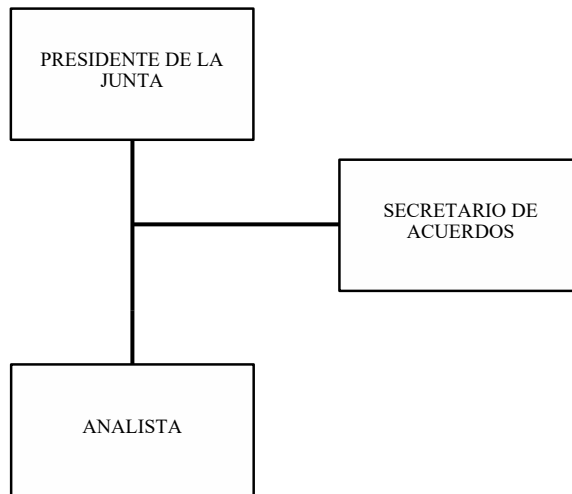 PRESIDENTE DE LA
JUNTA
SECRETARIO DE
ACUERDOS
ANALISTA